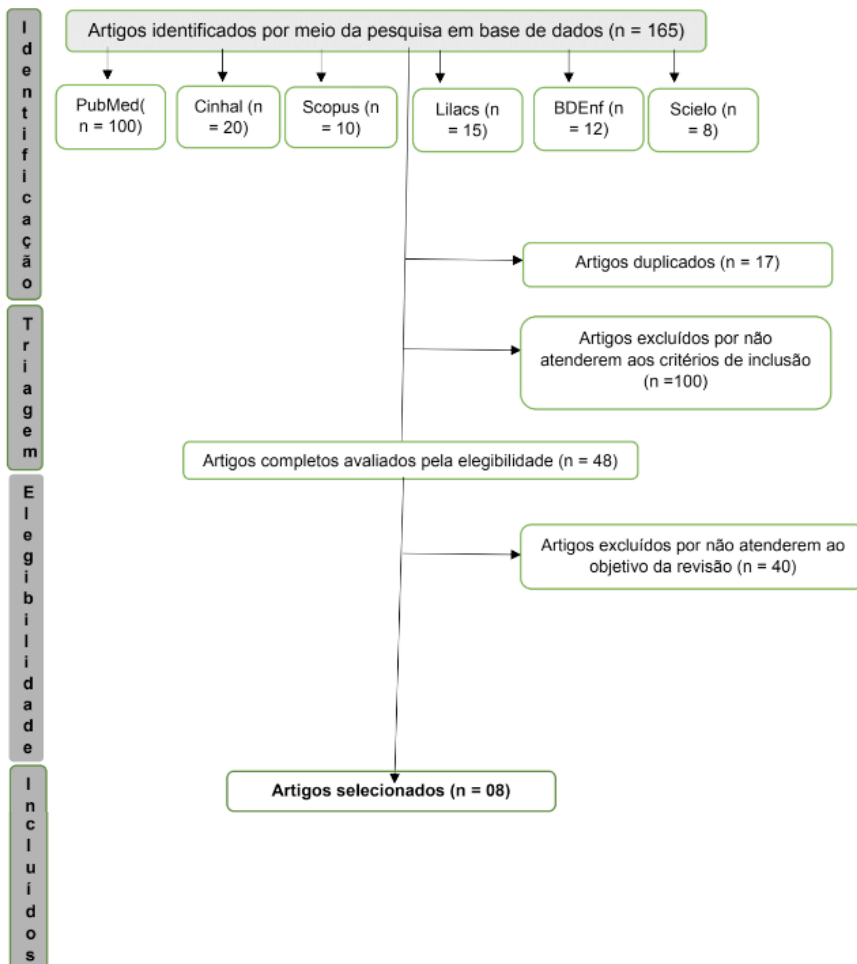 Identificação
Artigos identificados por meio da pesquisa em base de dados (n = 165)
PubMed(
n = 100)
Cinhal (n
= 20)
Scopus (n
= 10)
Lilacs (n
= 15)
BDEnf (n
= 12)
Scielo (n
= 8)
Artigos duplicados (n = 17)
Triagem
Artigos excluídos por não
atenderem aos critérios de inclusão
(n =100)
Artigos completos avaliados pela elegibilidade (n = 48)
Elegibilidade
Artigos excluídos por não atenderem ao
objetivo da revisão (n = 40)
Incluídos
Artigos selecionados (n = 08)